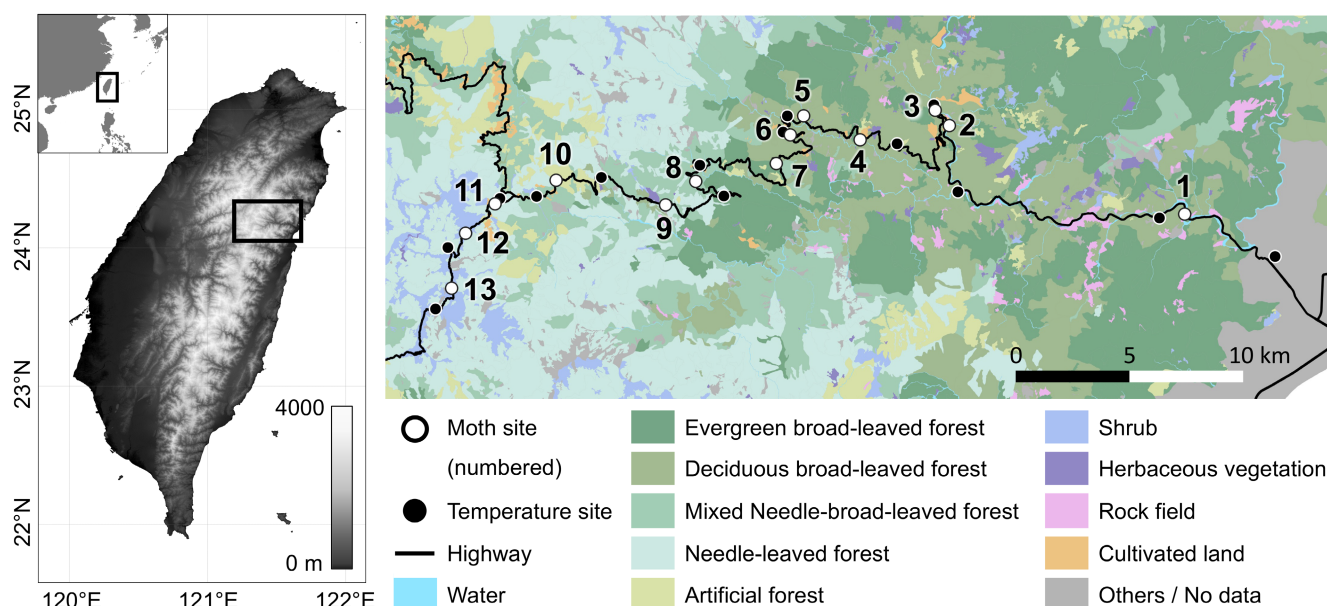 25°N
24°N
23°N
22°N
120°E
121°E
122°E
4000
0 m
1
2
3
4
5
6
7
8
9
10
11
12
13
0 5 10 km
Moth site
(numbered)
Temperature site
Highway
Water
Evergreen broad-leaved forest
Deciduous broad-leaved forest
Mixed Needle-broad-leaved forest
Needle-leaved forest
Artificial forest
Shrub
Herbaceous vegetation
Rock field
Cultivated land
Others / No data